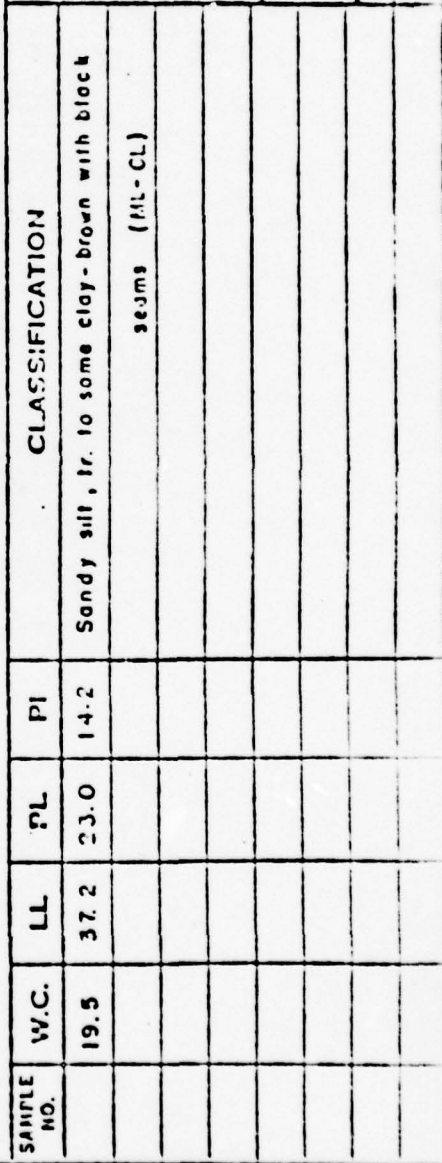 SAMPLE NO. W.C. LL PL PI CLASSIFICATION
19.5 37.2 23.0 14.2 Sandy silt, tr. to some clay-brown with black
seams (ML-CL)